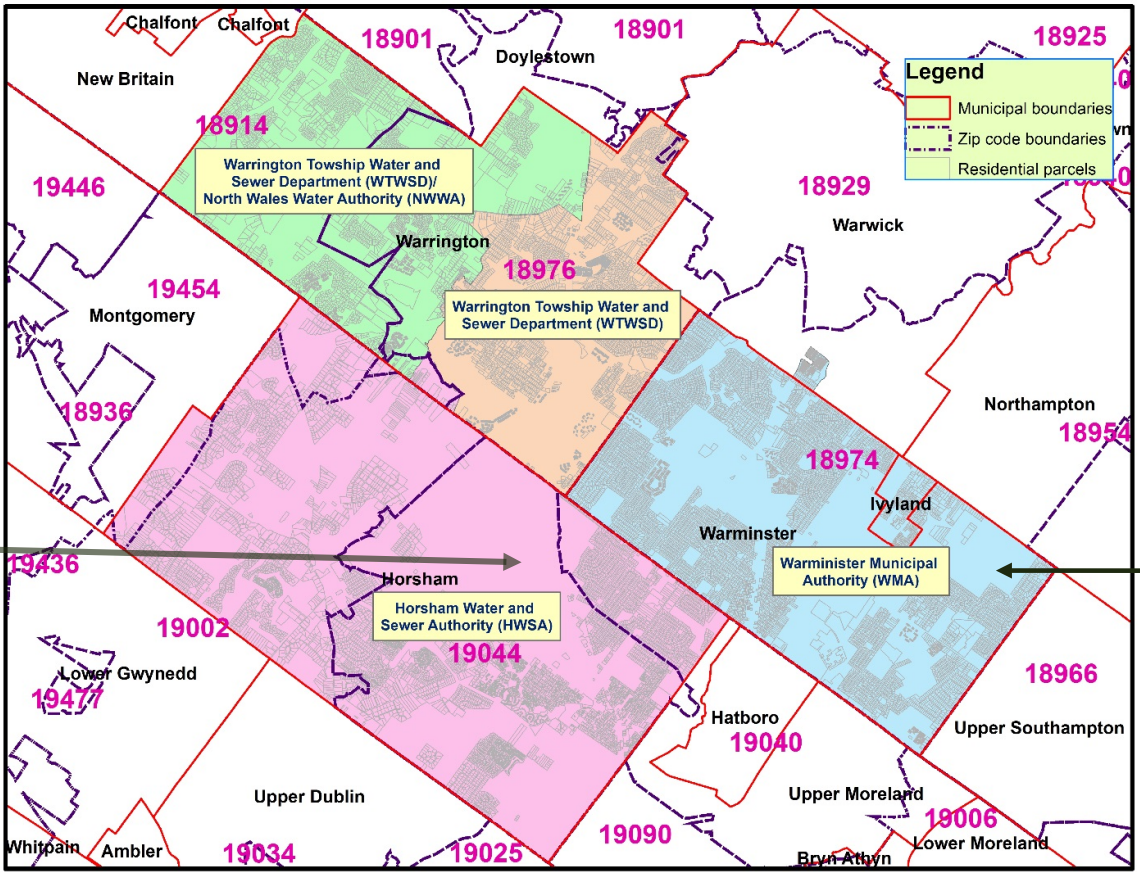 Chalfont
Chalfont
18901
18901
18925
Doylestown
New Britain
Legend
Municipal boundaries
Zip code boundaries
Residential parcels
18914
Warrington Towship Water and
Sewer Department (WTWSD)/
North Wales Water Authority (NWWA)
19446
18929
Warwick
Warrington
18976
19454
Montgomery
Warrington Towship Water and
Sewer Department (WTWSD)
18936
Northampton
18954
18974
Ivyland
Warminster
19436
Warminister Municipal
Authority (WMA)
Horsham
Horsham Water and
Sewer Authority (HWSA)
19002
19044
Lower Gwynedd
19477
18966
Hatboro
19040
Upper Southampton
Upper Dublin
Upper Moreland
19006
Lower Moreland
19090
Whitpain
Ambler
19034
19025
Bryn Athyn